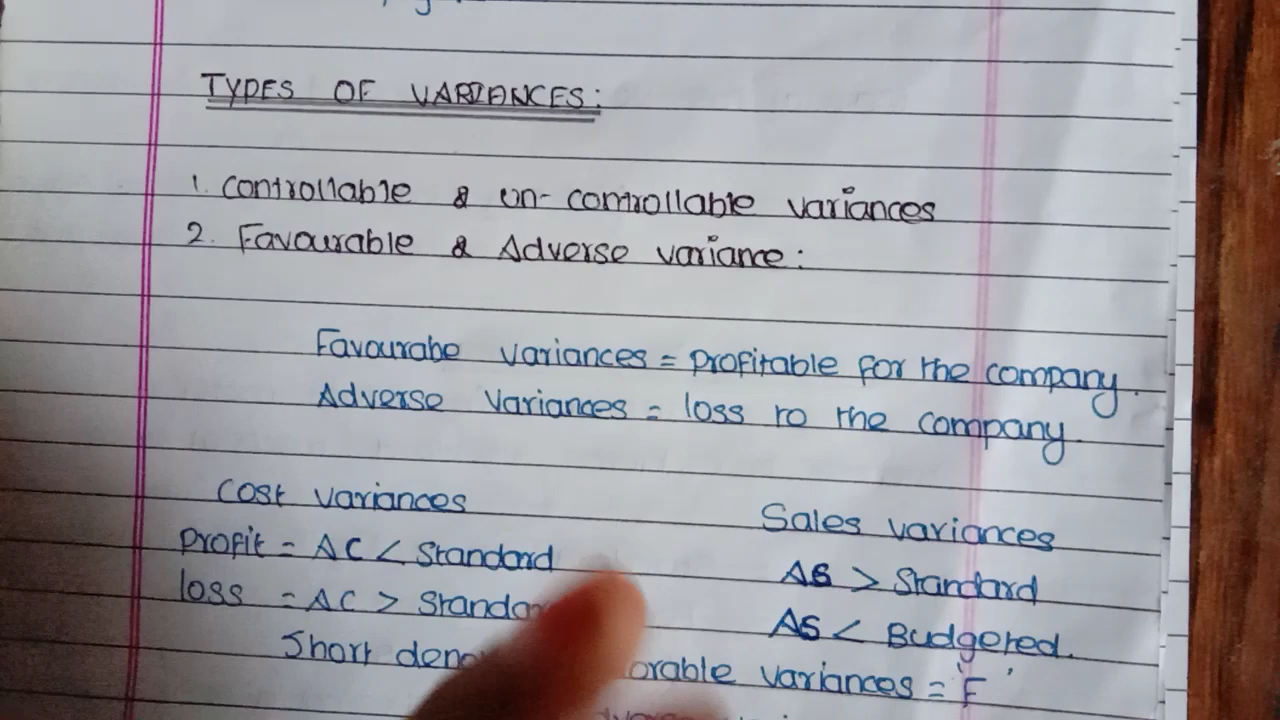 TYPES OF VARIANCES:
1. Controllable & un-controllable variances
2. Favourable & Adverse variance:
Favourabe variances = Profitable for the company.
Adverse variances = loss to the company.
Cost variances
Profit = AC < Standard
loss = AC > 
Sales variances
AS > Standard
AS < Budgeted.
Short variances = 'F'